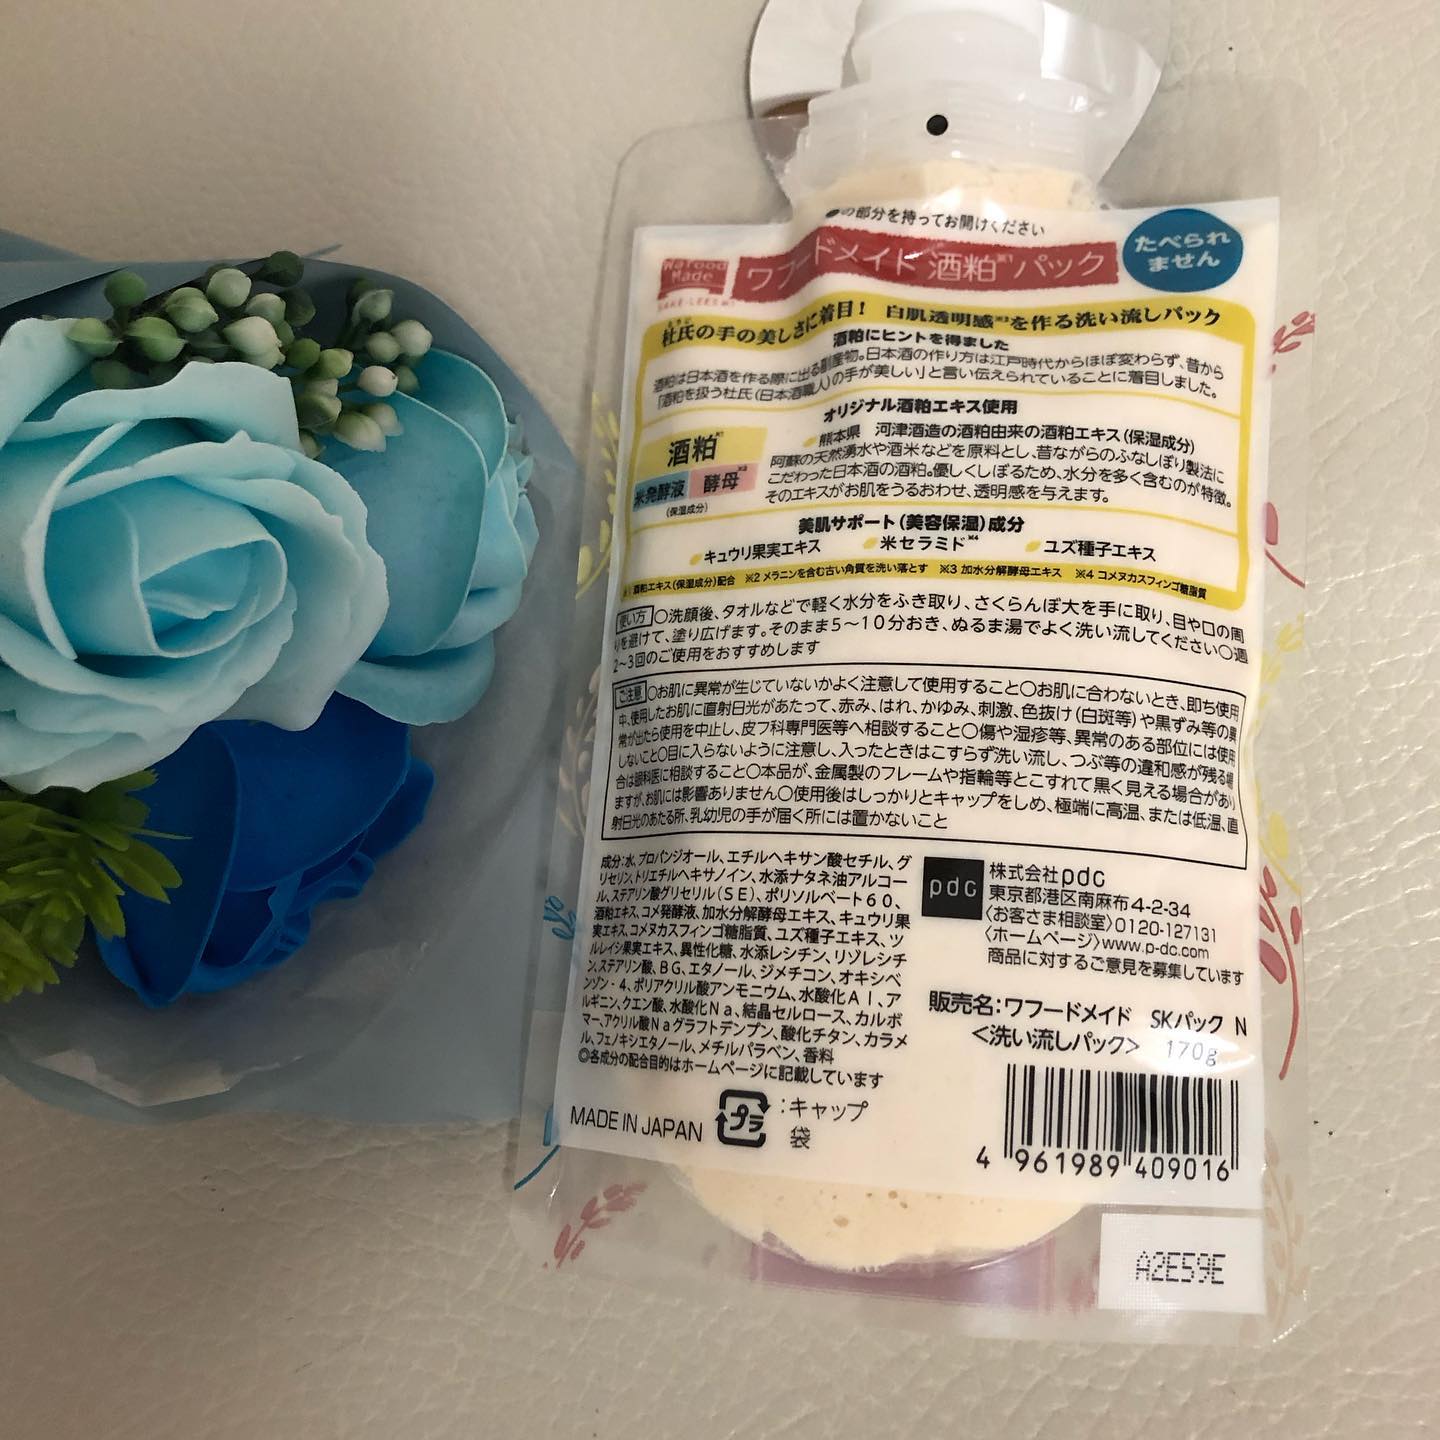 ●の部分を持ってお開けください
Wafood Made
SAKE-LEES※1
ワフードメイド 酒粕※1パック
たべられません
杜氏の手の美しさに着目! 白肌透明感※2を作る洗い流しパック
とうじ
酒粕にヒントを得ました
酒粕は日本酒を作る際に出る副産物。日本酒の作り方は江戸時代からほぼ変わらず、昔から
「酒粕を扱う杜氏(日本酒職人)の手が美しい」と言い伝えられていることに着目しました。
オリジナル酒粕エキス使用
酒粕※1
米発酵液
(保湿成分)
酵母※3
熊本県 河津酒造の酒粕由来の酒粕エキス(保湿成分)
阿蘇の天然湧水や酒米などを原料とし、昔ながらのふなしぼり製法に
こだわった日本酒の酒粕。優しくしぼるため、水分を多く含むのが特徴。
そのエキスがお肌をうるおわせ、透明感を与えます。
美肌サポート(美容保湿)成分
キュウリ果実エキス 米セラミド※4 ユズ種子エキス
※1 酒粕エキス(保湿成分)配合 ※2 メラニンを含む古い角質を洗い落とす ※3 加水分解酵母エキス ※4 コメヌカスフィンゴ糖脂質
使い方 ○洗顔後、タオルなどで軽く水分をふき取り、さくらんぼ大を手に取り、目や口の周
りを避けて、塗り広げます。そのまま5〜10分おき、ぬるま湯でよく洗い流してください○週
2〜3回のご使用をおすすめします
ご注意 ○お肌に異常が生じていないかよく注意して使用すること○お肌に合わないとき、即ち使用
中、使用したお肌に直射日光があたって、赤み、はれ、かゆみ、刺激、色抜け(白斑等)や黒ずみ等の異
常が出たら使用を中止し、皮フ科専門医等へ相談すること○傷や湿疹等、異常のある部位には使用
しないこと○目に入らないように注意し、入ったときはこすらず洗い流し、つぶ等の違和感が残る場
合は眼科医に相談すること○本品が、金属製のフレームや指輪等とこすれて黒く見える場合があり
ますが、お肌には影響ありません○使用後はしっかりとキャップをしめ、極端に高温、または低温、直
射日光のあたる所、乳幼児の手が届く所には置かないこと
成分:水、プロパンジオール、エチルヘキサン酸セチル、グ
リセリン、トリエチルヘキサノイン、水添ナタネ油アルコー
ル、ステアリン酸グリセリル(SE)、ポリソルベート60、
酒粕エキス、コメ発酵液、加水分解酵母エキス、キュウリ果
実エキス、コメヌカスフィンゴ糖脂質、ユズ種子エキス、ツ
ルレイシ果実エキス、異性化糖、水添レシチン、リゾレシチ
ン、ステアリン酸、BG、エタノール、ジメチコン、オキシベ
ンゾン-4、ポリアクリル酸アンモニウム、水酸化Al、ア
ルギニン、クエン酸、水酸化Na、結晶セルロース、カルボ
マー、アクリル酸Naグラフトデンプン、酸化チタン、カラメ
ル、フェノキシエタノール、メチルパラベン、香料
◎各成分の配合目的はホームページに記載しています
pdc
株式会社pdc
東京都港区南麻布4-2-34
〈お客さま相談室〉0120-127131
〈ホームページ〉www.p-dc.com
商品に対するご意見を募集しています
販売名:ワフードメイド SKパック N
<洗い流しパック> 170g
MADE IN JAPAN
プラ
:キャップ
袋
4 961989 409016
A2E59E